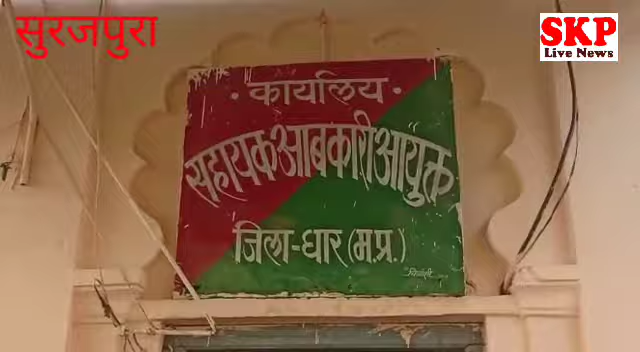 सुरजपुरा
SKP
Live News
• कार्यालय •
सहायक आबकारी आयुक्त
जिला-धार (म.प्र.)